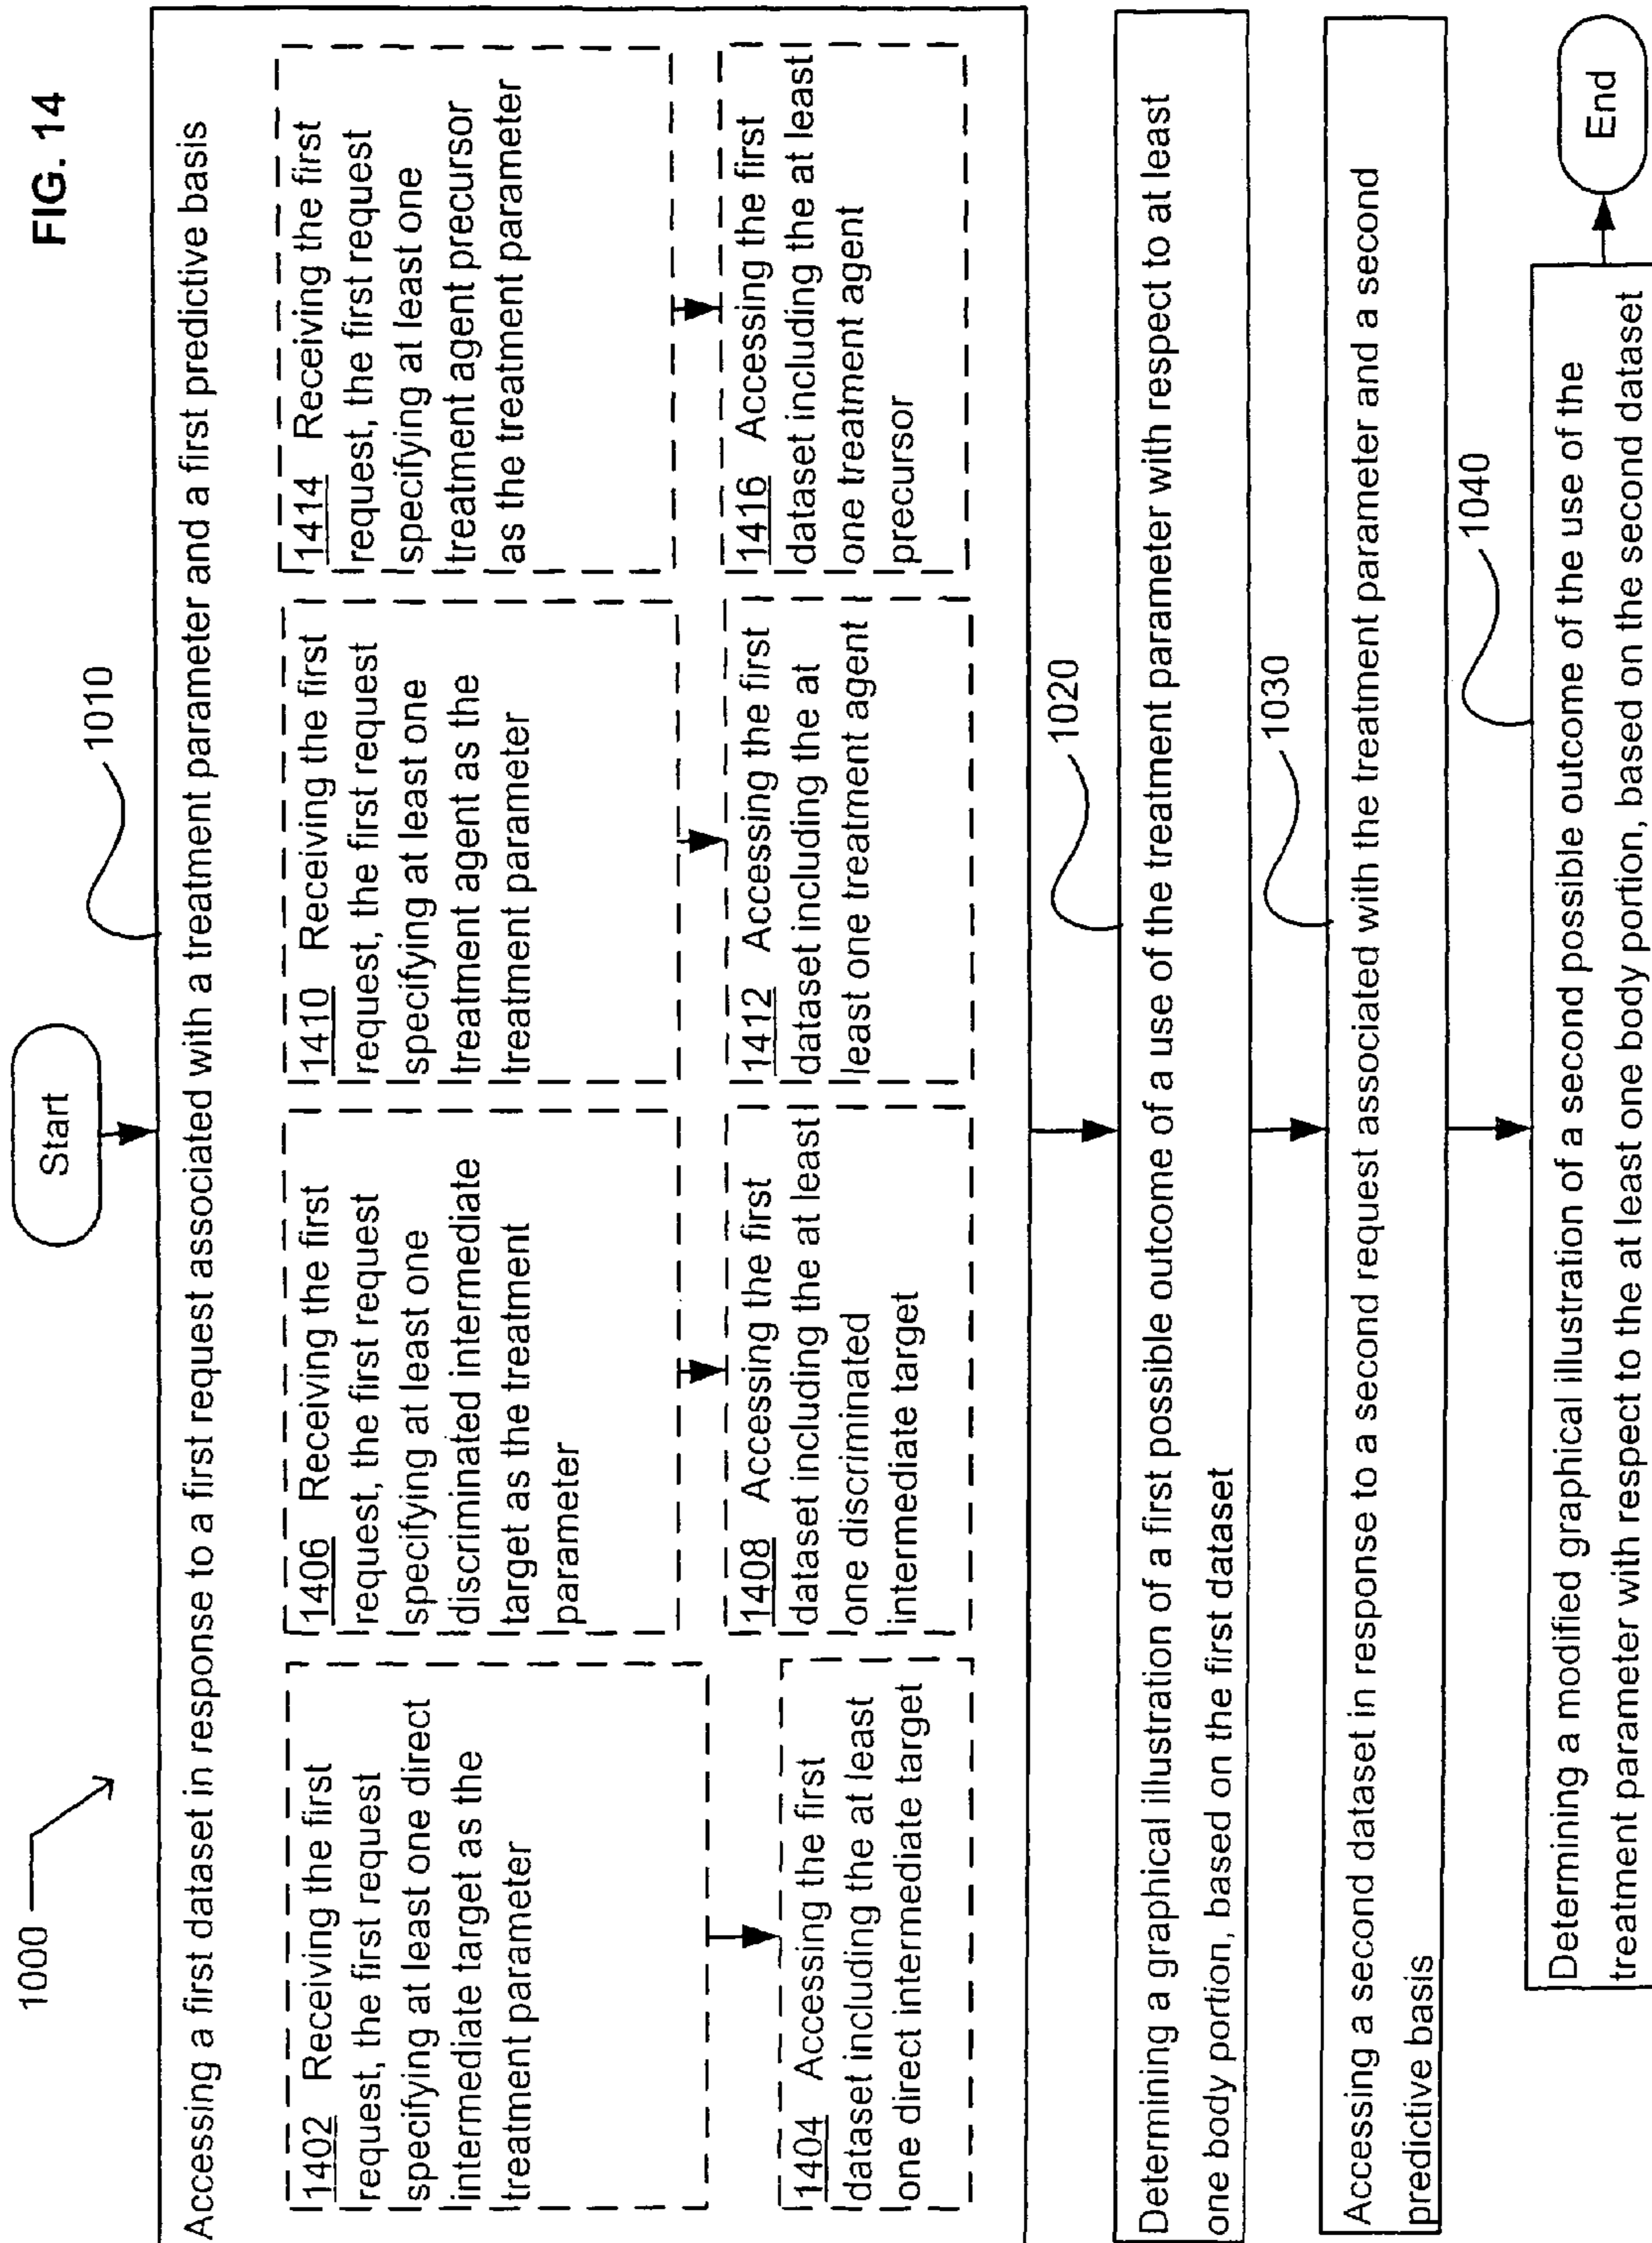 FIG. 14
1000
Start
1010
Accessing a first dataset in response to a first request associated with a treatment parameter and a first predictive basis
1402 Receiving the first
request, the first request
specifying at least one direct
intermediate target as the
treatment parameter
1404 Accessing the first
dataset including the at least
one direct intermediate target
1406 Receiving the first
request, the first request
specifying at least one
discriminated intermediate
target as the treatment
parameter
1408 Accessing the first
dataset including the at least
one discriminated
intermediate target
1410 Receiving the first
request, the first request
specifying at least one
treatment agent as the
treatment parameter
1412 Accessing the first
dataset including the at
least one treatment agent
1414 Receiving the first
request, the first request
specifying at least one
treatment agent precursor
as the treatment parameter
1416 Accessing the first
dataset including the at least
one treatment agent
precursor
1020
Determining a graphical illustration of a first possible outcome of a use of the treatment parameter with respect to at least
one body portion, based on the first dataset
1030
Accessing a second dataset in response to a second request associated with the treatment parameter and a second
predictive basis
1040
Determining a modified graphical illustration of a second possible outcome of the use of the
treatment parameter with respect to the at least one body portion, based on the second dataset
End